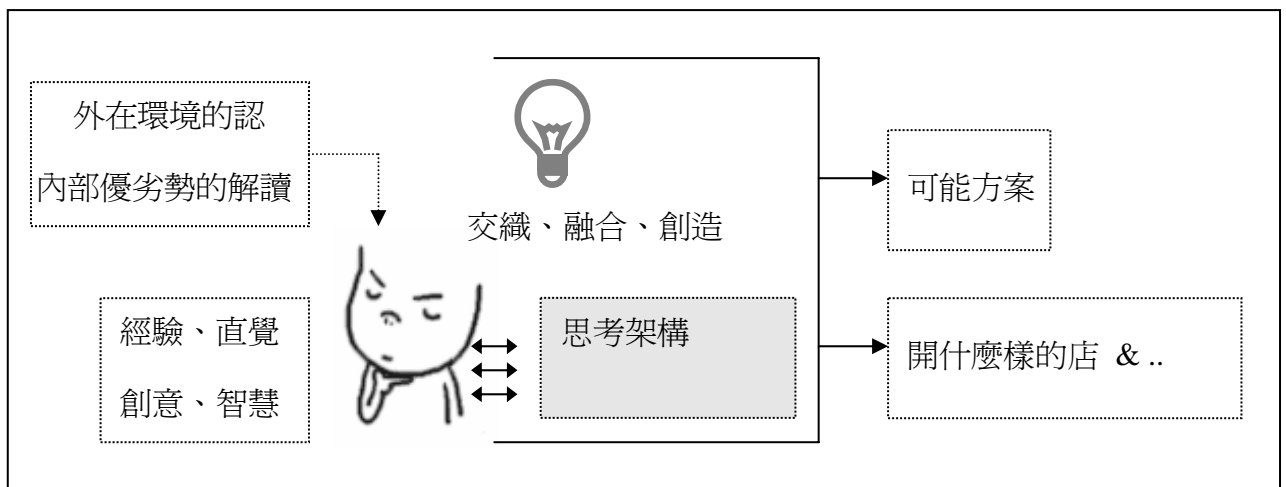 外在環境的認
內部優劣勢的解讀
經驗、直覺
創意、智慧
交織、融合、創造
思考架構
可能方案
開什麼樣的店 & ..